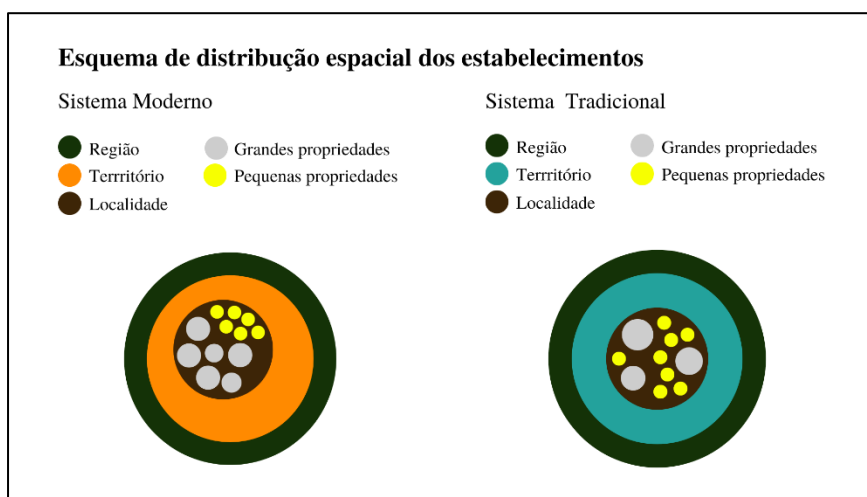 Esquema de distribução espacial dos estabelecimentos
Sistema Moderno
Região
Grandes propriedades
Terrritório
Pequenas propriedades
Localidade
Sistema Tradicional
Região
Grandes propriedades
Terrritório
Pequenas propriedades
Localidade